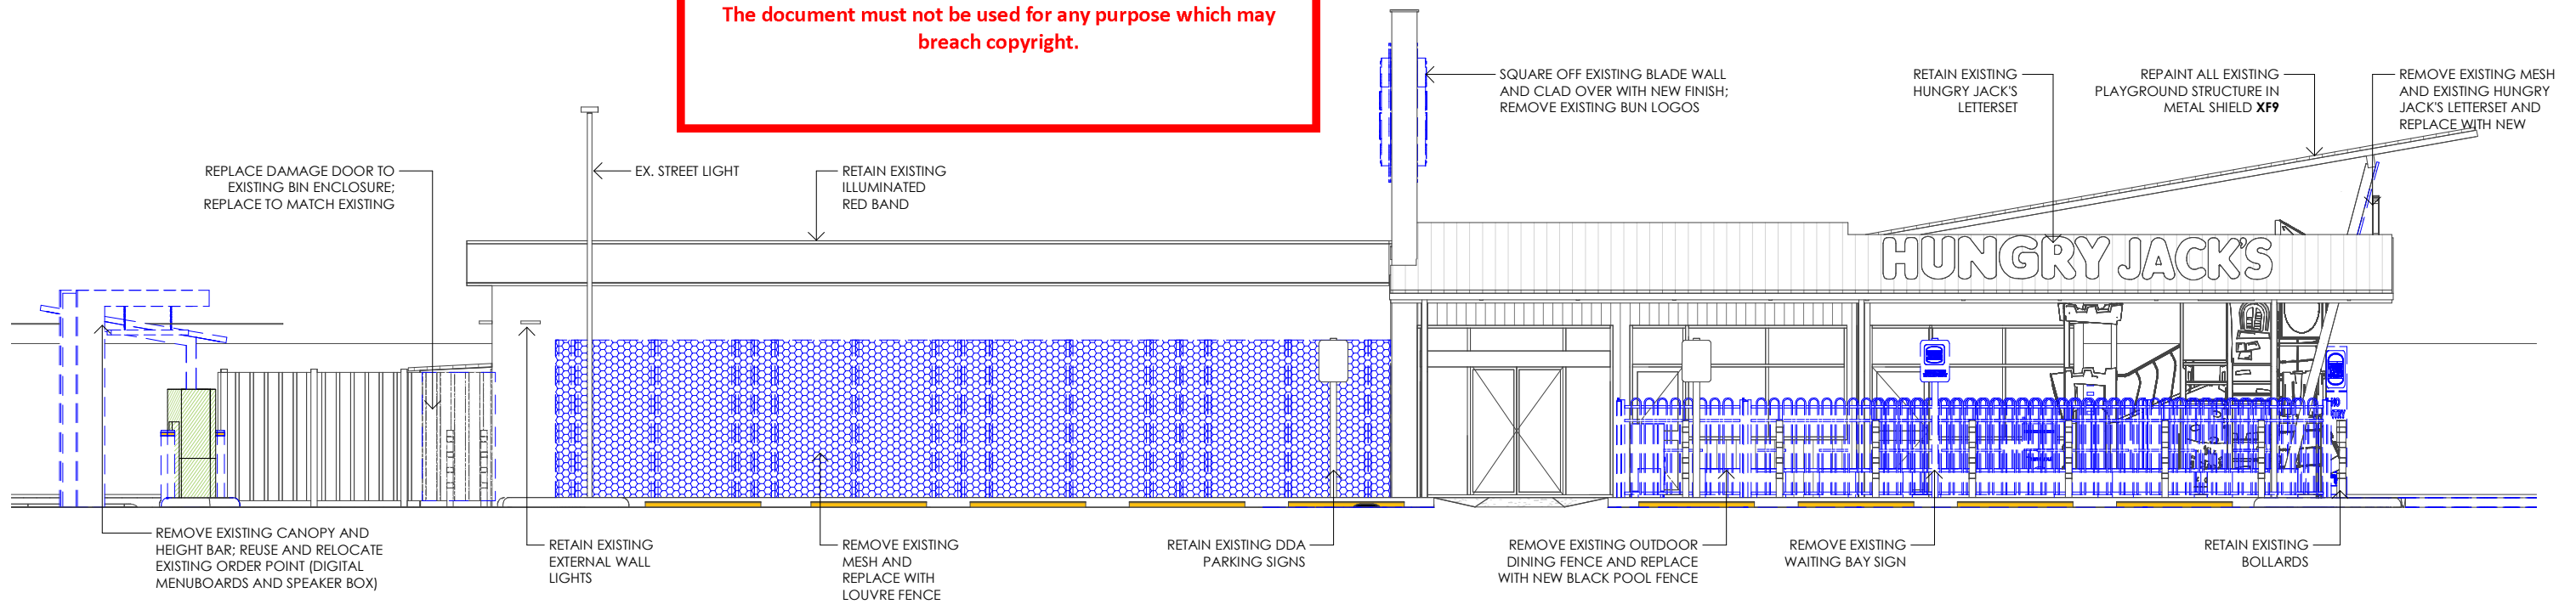 The document must not be used for any purpose which may
breach copyright.
SQUARE OFF EXISTING BLADE WALL
AND CLAD OVER WITH NEW FINISH;
REMOVE EXISTING BUN LOGOS
RETAIN EXISTING
HUNGRY JACK'S
LETTERSET
REPAINT ALL EXISTING
PLAYGROUND STRUCTURE IN
METAL SHIELD XF9
REMOVE EXISTING MESH
AND EXISTING HUNGRY
JACK'S LETTERSET AND
REPLACE WITH NEW
REPLACE DAMAGE DOOR TO
EXISTING BIN ENCLOSURE;
REPLACE TO MATCH EXISTING
EX. STREET LIGHT
RETAIN EXISTING
ILLUMINATED
RED BAND
HUNGRY JACK'S
REMOVE EXISTING CANOPY AND
HEIGHT BAR; REUSE AND RELOCATE
EXISTING ORDER POINT (DIGITAL
MENUBOARDS AND SPEAKER BOX)
RETAIN EXISTING
EXTERNAL WALL
LIGHTS
REMOVE EXISTING
MESH AND
REPLACE WITH
LOUVRE FENCE
RETAIN EXISTING DDA
PARKING SIGNS
REMOVE EXISTING OUTDOOR
DINING FENCE AND REPLACE
WITH NEW BLACK POOL FENCE
REMOVE EXISTING
WAITING BAY SIGN
RETAIN EXISTING
BOLLARDS